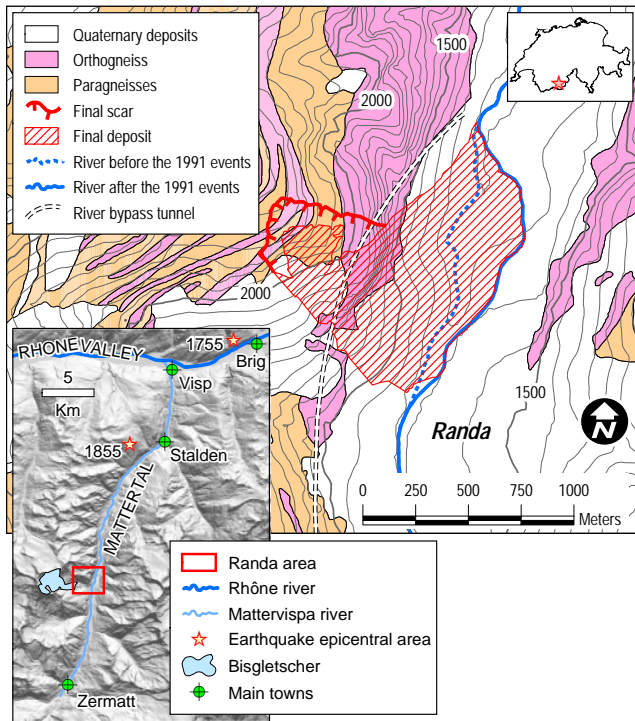 Quaternary deposits
Orthogneiss
Paragneisses
Final scar
Final deposit
River before the 1991 events
River after the 1991 events
River bypass tunnel
1500
2000
2000
1500
Randa
N
0 250 500 750 1000
Meters
RHONE VALLEY
1755
Brig
Visp
5
Km
1855
Stalden
MATTERTAL
Zermatt
Randa area
Rhône river
Mattervispa river
Earthquake epicentral area
Bisgletscher
Main towns